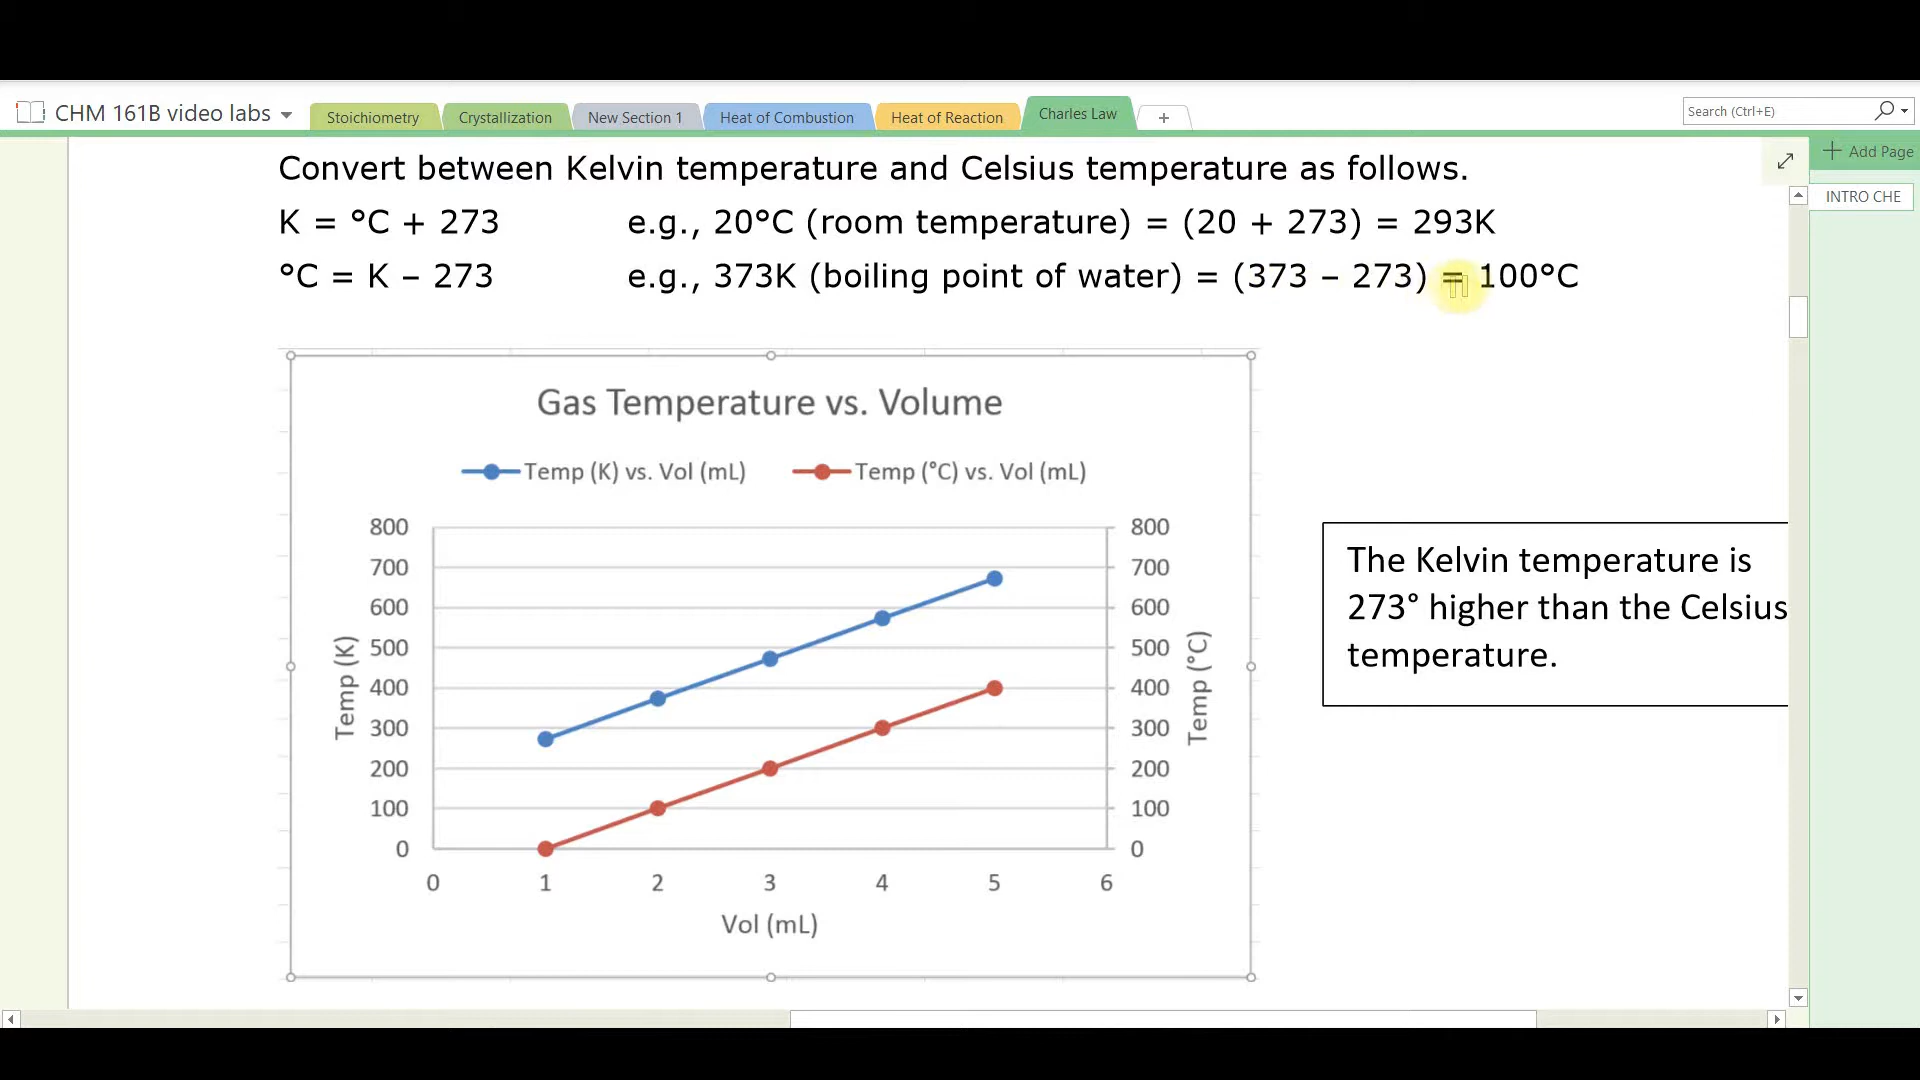 CHM 161B video labs
Stoichiometry
Crystallization
New Section 1
Heat of Combustion
Heat of Reaction
Charles Law
+
Search (Ctrl+E)
Add Page
INTRO CHE
Convert between Kelvin temperature and Celsius temperature as follows.
K = °C + 273 e.g., 20°C (room temperature) = (20 + 273) = 293K
°C = K – 273 e.g., 373K (boiling point of water) = (373 – 273) = 100°C
Gas Temperature vs. Volume
Temp (K) vs. Vol (mL) Temp (°C) vs. Vol (mL)
800 800
700 700
600 600
500 500
400 400
300 300
200 200
100 100
0 0
Temp (K)
Temp (°C)
0 1 2 3 4 5 6
Vol (mL)
The Kelvin temperature is
273° higher than the Celsius
temperature.